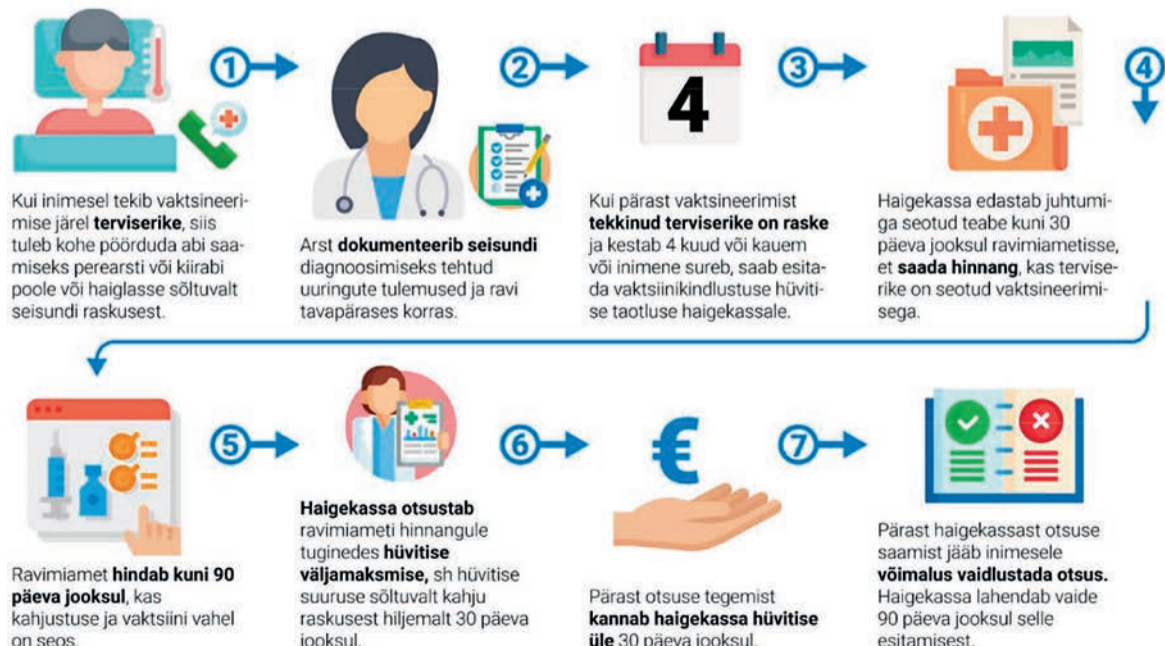 1
2
3
4
4
Kui inimesel tekib vaktsineeri-
mise järel terviserike, siis
tuleb kohe pöörduda abi saa-
miseks perearsti või kiirabi
poole või haiglasse sõltuvalt
seisundi raskusest.
Arst dokumenteerib seisundi
diagnoosimiseks tehtud
uuringute tulemused ja ravi
tavapärases korras.
Kui pärast vaktsineerimist
tekkinud terviserike on raske
ja kestab 4 kuud või kauem
või inimene sureb, saab esita-
da vaktsiinikindlustuse hüviti-
se taotluse haigekassale.
Haigekassa edastab juhtumi-
ga seotud teabe kuni 30
päeva jooksul ravimiametisse,
et saada hinnang, kas tervise-
rike on seotud vaktsineerimi-
sega.
5
6
€
7
Ravimiamet hindab kuni 90
päeva jooksul, kas
kahjustuse ja vaktsiini vahel
on seos.
Haigekassa otsustab
ravimiameti hinnangule
tuginedes hüvitise
väljamaksmise, sh hüvitise
suuruse sõltuvalt kahju
raskusest hiljemalt 30 päeva
jooksul.
Pärast otsuse tegemist
kannab haigekassa hüvitise
üle 30 päeva jooksul.
Pärast haigekassast otsuse
saamist jääb inimesele
võimalus vaidlustada otsus.
Haigekassa lahendab vaide
90 päeva jooksul selle
esitamisest.